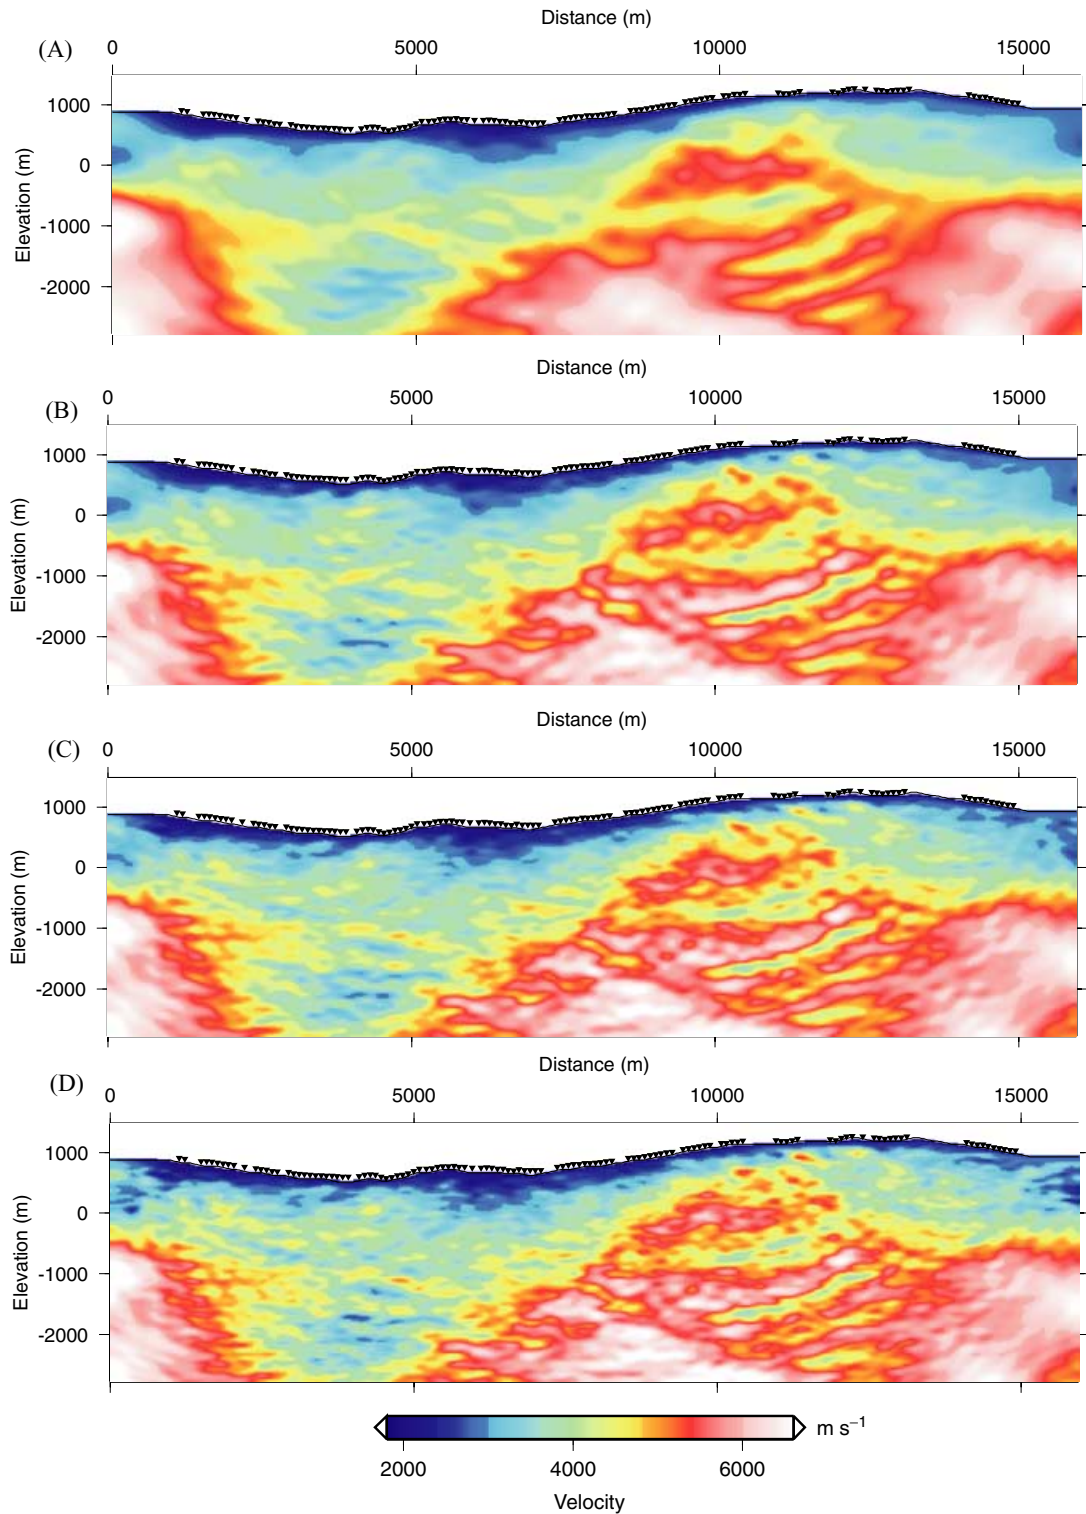 Distance (m)
(A) 0 5000 10000 15000
1000
0
-1000
-2000
Elevation (m)
Distance (m)
(B) 0 5000 10000 15000
1000
0
-1000
-2000
Elevation (m)
Distance (m)
(C) 0 5000 10000 15000
1000
0
-1000
-2000
Elevation (m)
Distance (m)
(D) 0 5000 10000 15000
1000
0
-1000
-2000
Elevation (m)
m s⁻¹
2000 4000 6000
Velocity